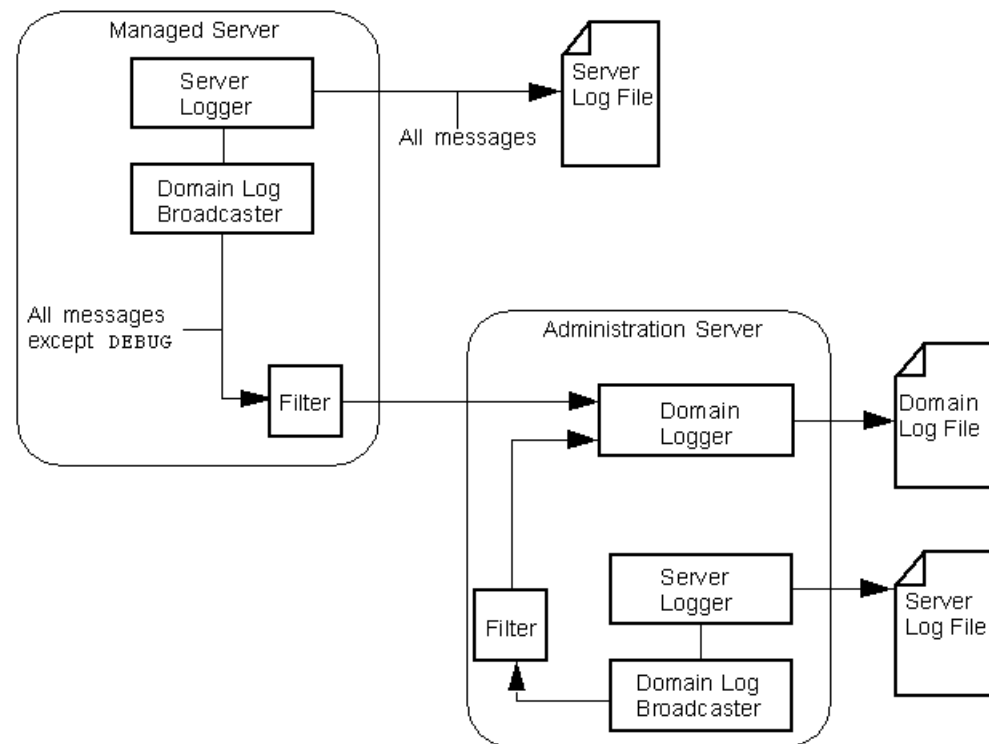 Managed Server
Server
Logger
Server
Log File
All messages
Domain Log
Broadcaster
All messages
except DEBUG
Filter
Administration Server
Domain
Logger
Domain
Log File
Server
Logger
Server
Log File
Filter
Domain Log
Broadcaster